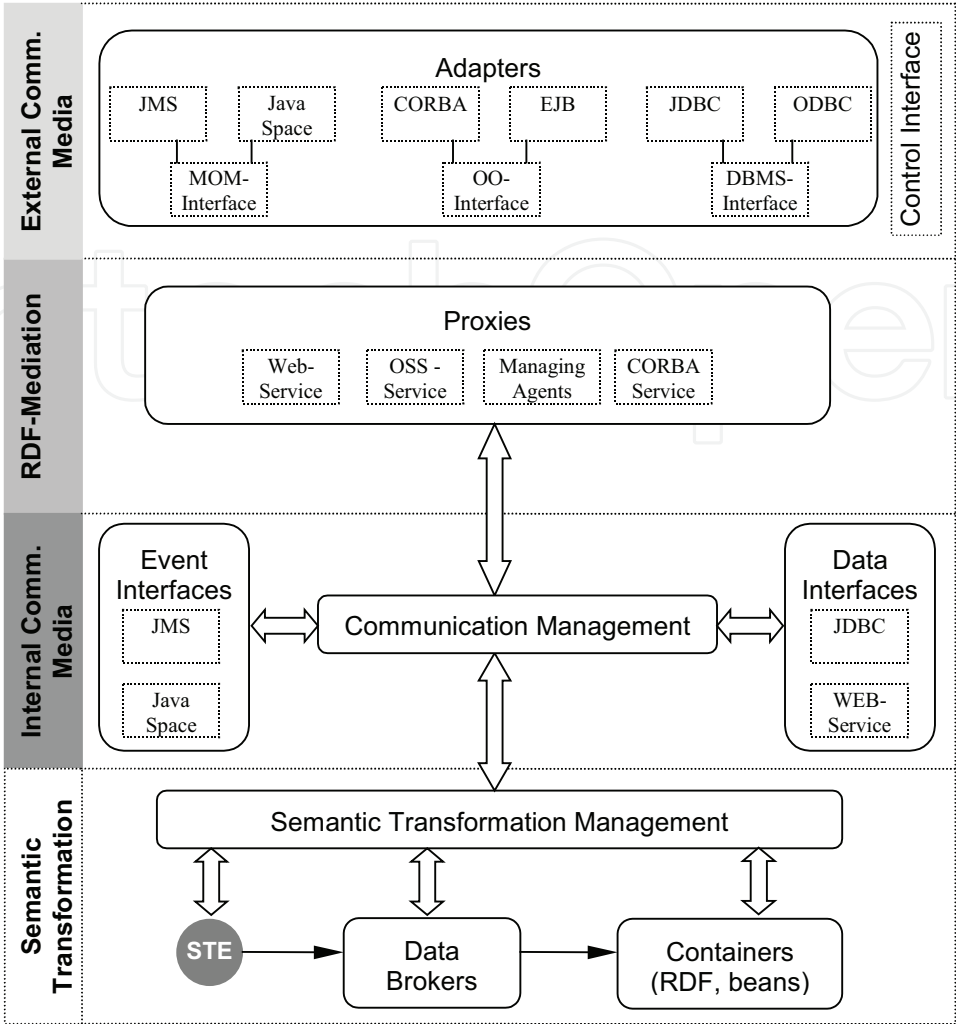 External Comm.
Media
Adapters
JMS
Java
Space
CORBA
EJB
JDBC
ODBC
MOM-
Interface
OO-
Interface
DBMS-
Interface
Control Interface
RDF-Mediation
Proxies
Web-
Service
OSS -
Service
Managing
Agents
CORBA
Service
Internal Comm.
Media
Event
Interfaces
JMS
Java
Space
Communication Management
Data
Interfaces
JDBC
WEB-
Service
Semantic
Transformation
Semantic Transformation Management
STE
Data
Brokers
Containers
(RDF, beans)